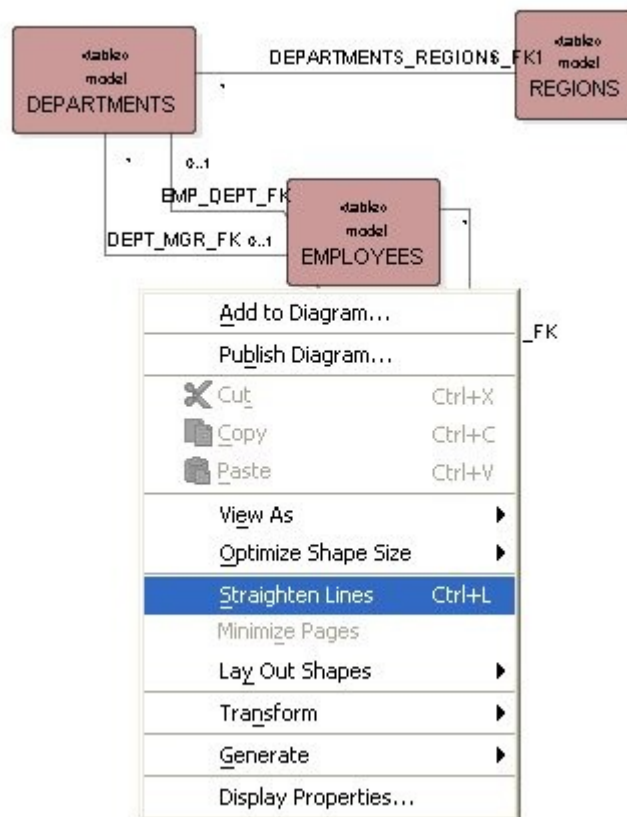 «table»
model
DEPARTMENTS
DEPARTMENTS_REGIONS_FK1
*
«table»
model
REGIONS
*
0..1
EMP_DEPT_FK
DEPT_MGR_FK 0..1
«table»
model
EMPLOYEES
*
_FK
Add to Diagram...
Publish Diagram...
Cut Ctrl+X
Copy Ctrl+C
Paste Ctrl+V
View As
Optimize Shape Size
Straighten Lines Ctrl+L
Minimize Pages
Lay Out Shapes
Transform
Generate
Display Properties...